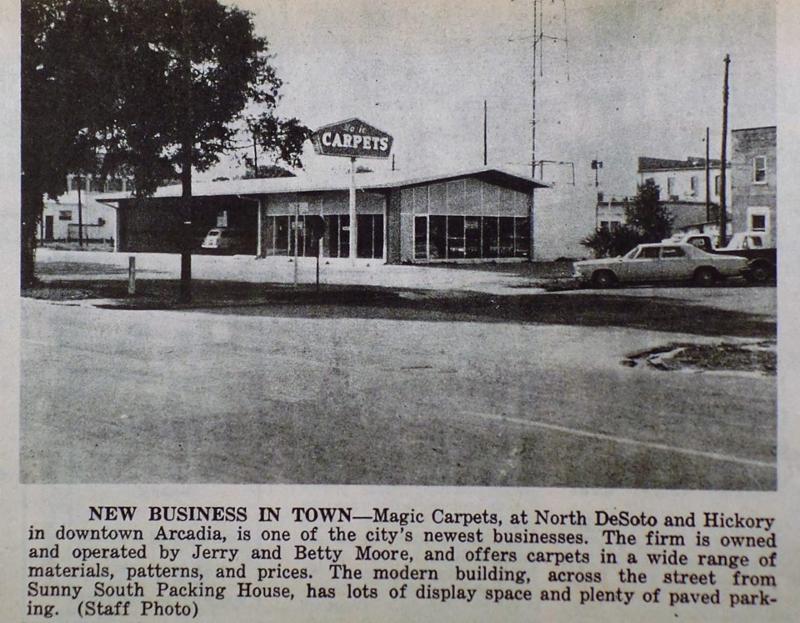 CARPETS
NEW BUSINESS IN TOWN—Magic Carpets, at North DeSoto and Hickory
in downtown Arcadia, is one of the city's newest businesses. The firm is owned
and operated by Jerry and Betty Moore, and offers carpets in a wide range of
materials, patterns, and prices. The modern building, across the street from
Sunny South Packing House, has lots of display space and plenty of paved park-
ing. (Staff Photo)